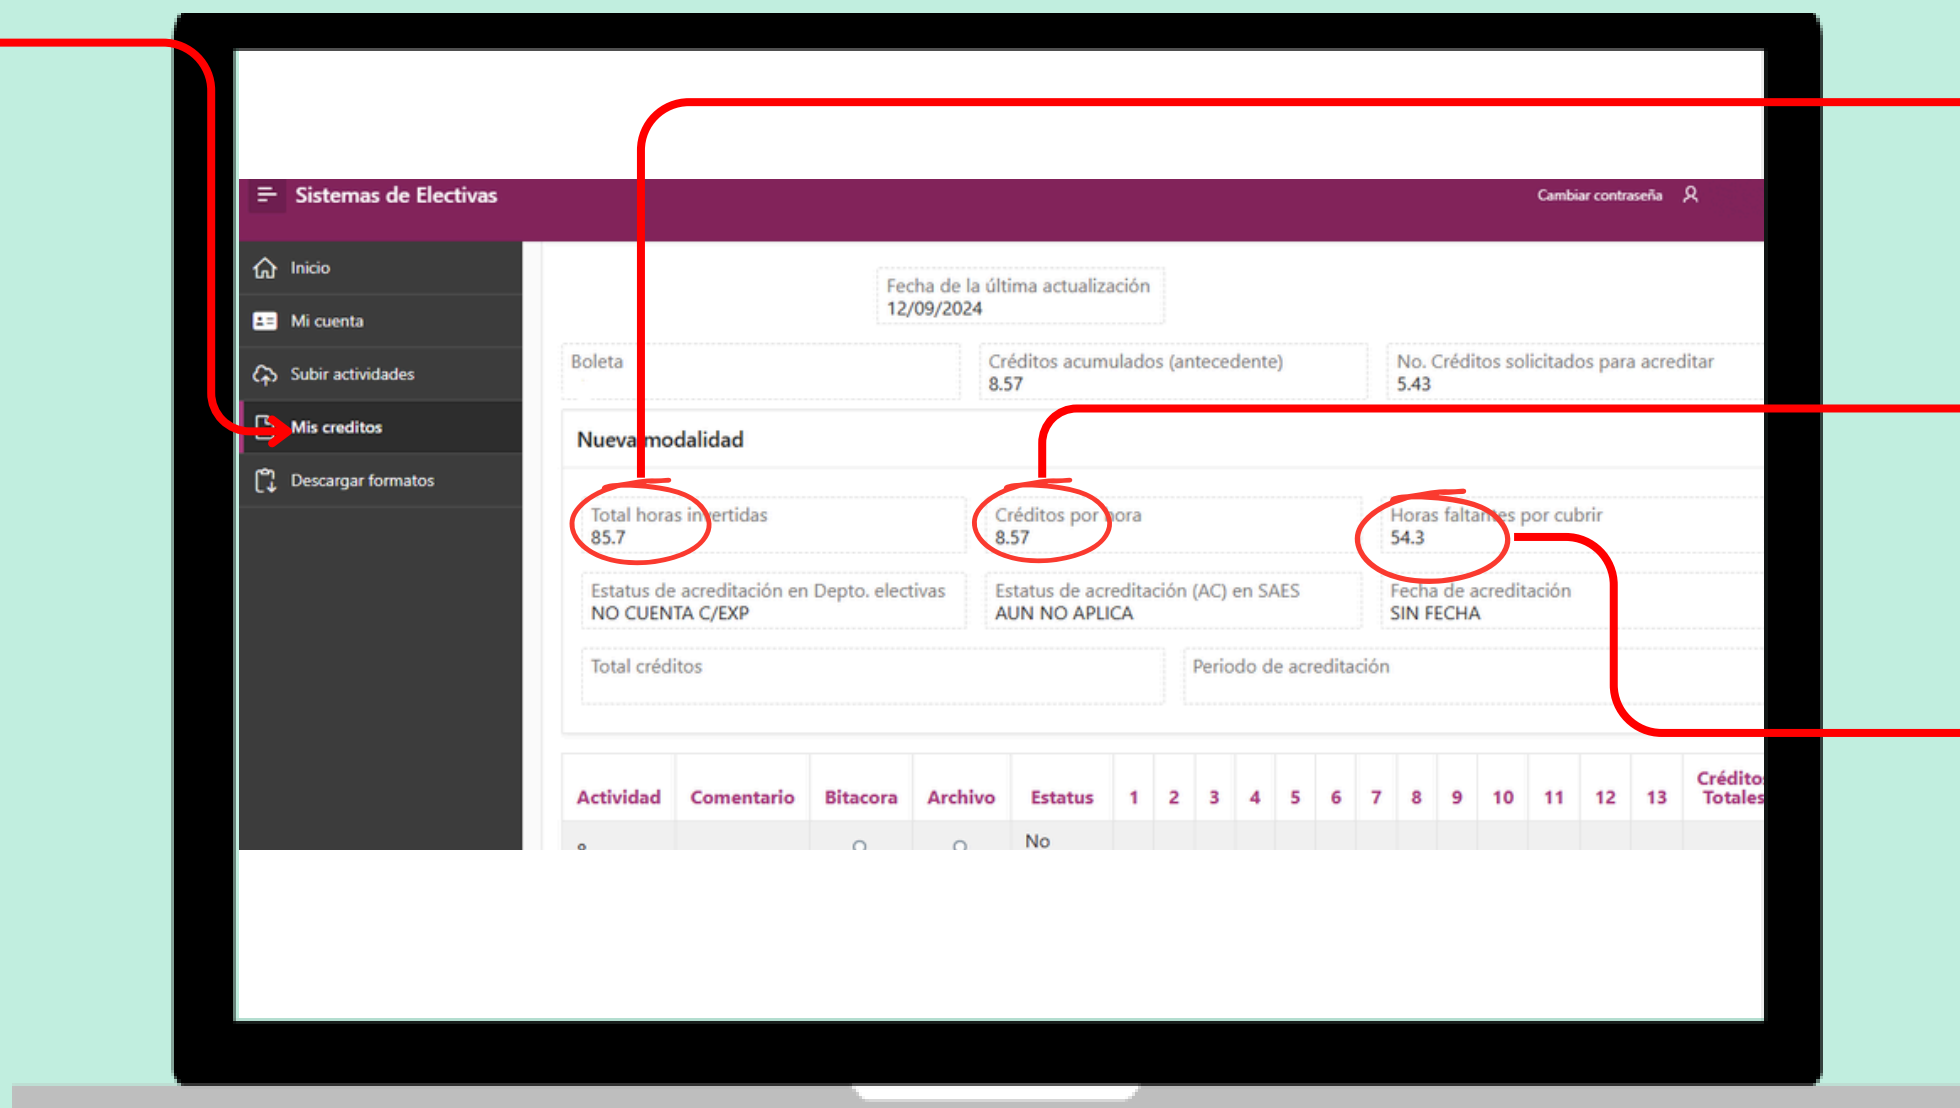 Sistemas de Electivas
Cambiar contraseña
Inicio
Mi cuenta
Subir actividades
Mis creditos
Descargar formatos
Fecha de la última actualización
12/09/2024
Boleta
Créditos acumulados (antecedente)
8.57
No. Créditos solicitados para acreditar
5.43
Nueva modalidad
Total horas invertidas
85.7
Créditos por hora
8.57
Horas faltantes por cubrir
54.3
Estatus de acreditación en Depto. electivas
NO CUENTA C/EXP
Estatus de acreditación (AC) en SAES
AUN NO APLICA
Fecha de acreditación
SIN FECHA
Total créditos
Periodo de acreditación
Actividad Comentario Bitacora Archivo Estatus 1 2 3 4 5 6 7 8 9 10 11 12 13 Créditos Totales
No